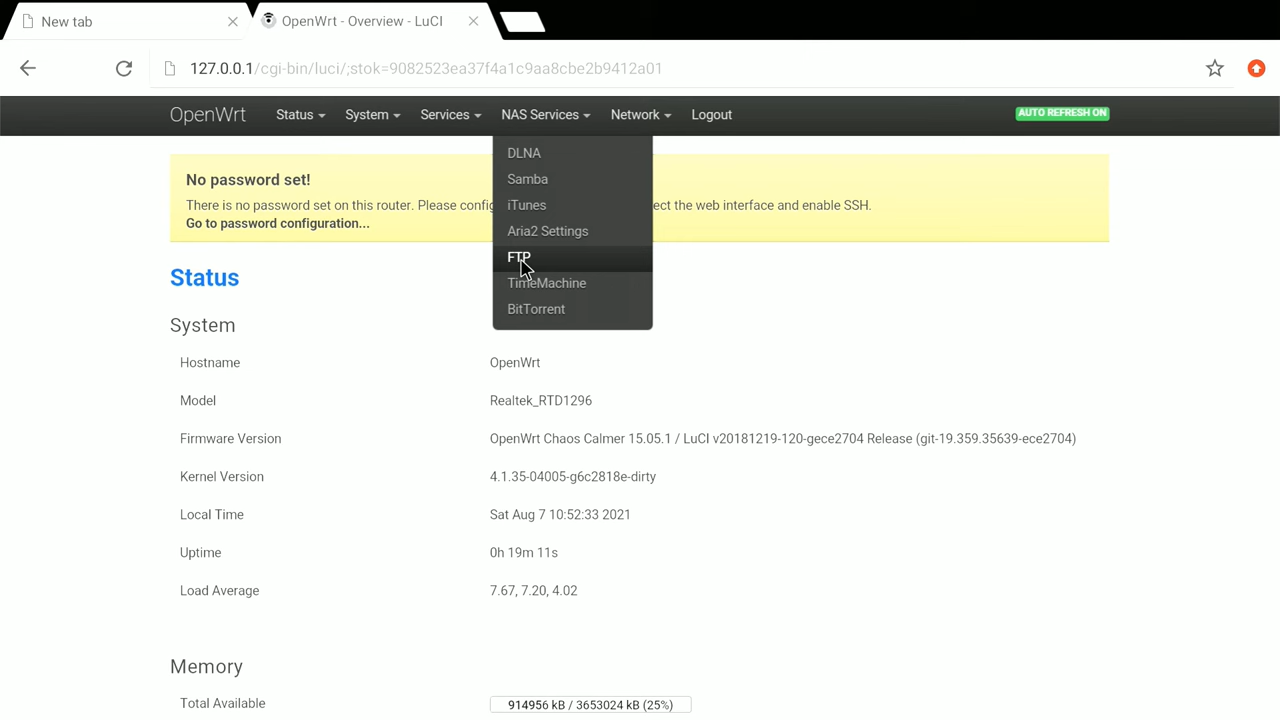 New tab
OpenWrt - Overview - LuCI
127.0.0.1/cgi-bin/luci/;stok=9082523ea37f4a1c9aa8cbe2b9412a01
OpenWrt Status System Services NAS Services Network Logout AUTO REFRESH ON
DLNA
Samba
iTunes
Aria2 Settings
FTP
TimeMachine
BitTorrent
No password set!
There is no password set on this router. Please config ect the web interface and enable SSH.
Go to password configuration...
Status
System
Hostname OpenWrt
Model Realtek_RTD1296
Firmware Version OpenWrt Chaos Calmer 15.05.1 / LuCI v20181219-120-gece2704 Release (git-19.359.35639-ece2704)
Kernel Version 4.1.35-04005-g6c2818e-dirty
Local Time Sat Aug 7 10:52:33 2021
Uptime 0h 19m 11s
Load Average 7.67, 7.20, 4.02
Memory
Total Available 914956 kB / 3653024 kB (25%)